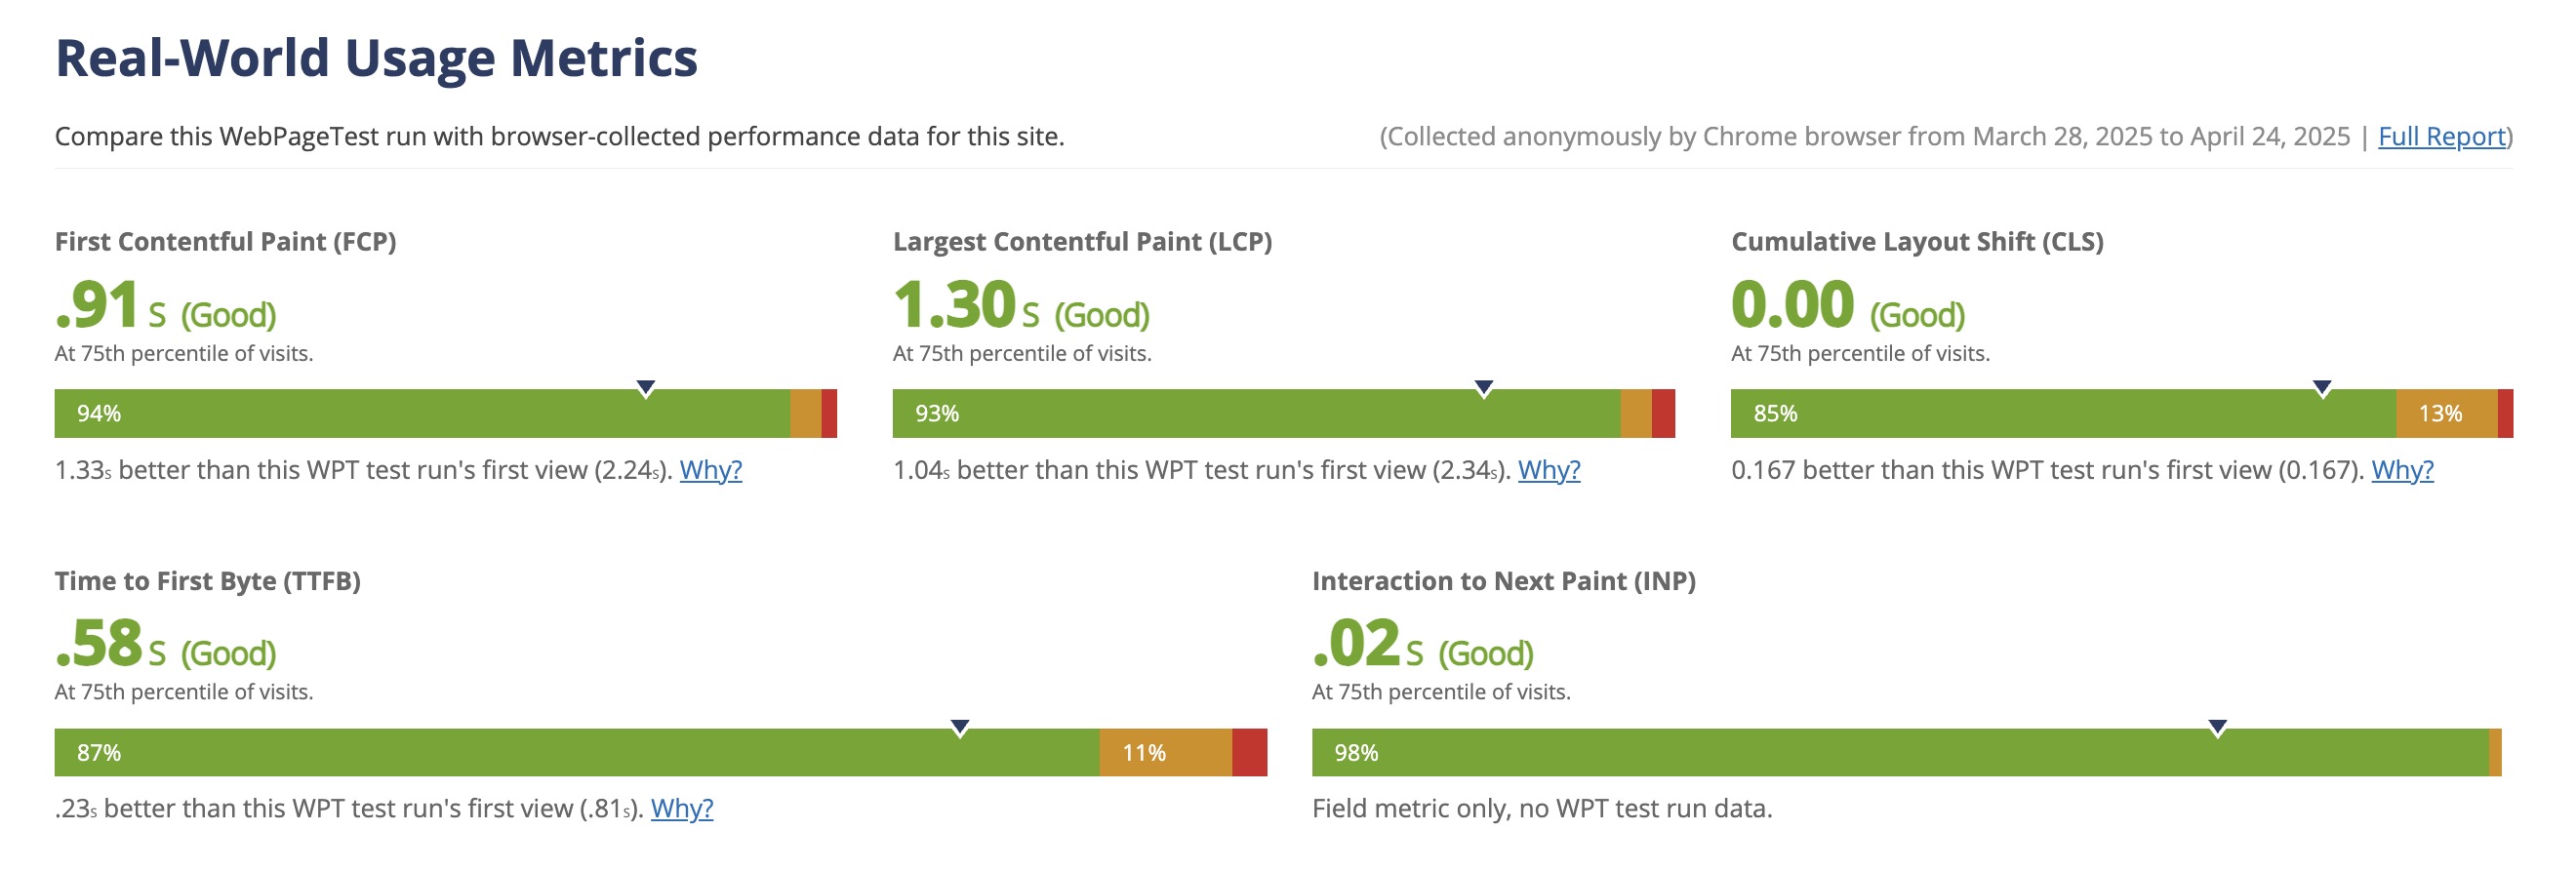 Real-World Usage Metrics
Compare this WebPageTest run with browser-collected performance data for this site.
(Collected anonymously by Chrome browser from March 28, 2025 to April 24, 2025 | Full Report)
First Contentful Paint (FCP)
.91 S (Good)
At 75th percentile of visits.
94%
1.33s better than this WPT test run's first view (2.24s). Why?
Largest Contentful Paint (LCP)
1.30 S (Good)
At 75th percentile of visits.
93%
1.04s better than this WPT test run's first view (2.34s). Why?
Cumulative Layout Shift (CLS)
0.00 (Good)
At 75th percentile of visits.
85% 13%
0.167 better than this WPT test run's first view (0.167). Why?
Time to First Byte (TTFB)
.58 S (Good)
At 75th percentile of visits.
87% 11%
.23s better than this WPT test run's first view (.81s). Why?
Interaction to Next Paint (INP)
.02 S (Good)
At 75th percentile of visits.
98%
Field metric only, no WPT test run data.